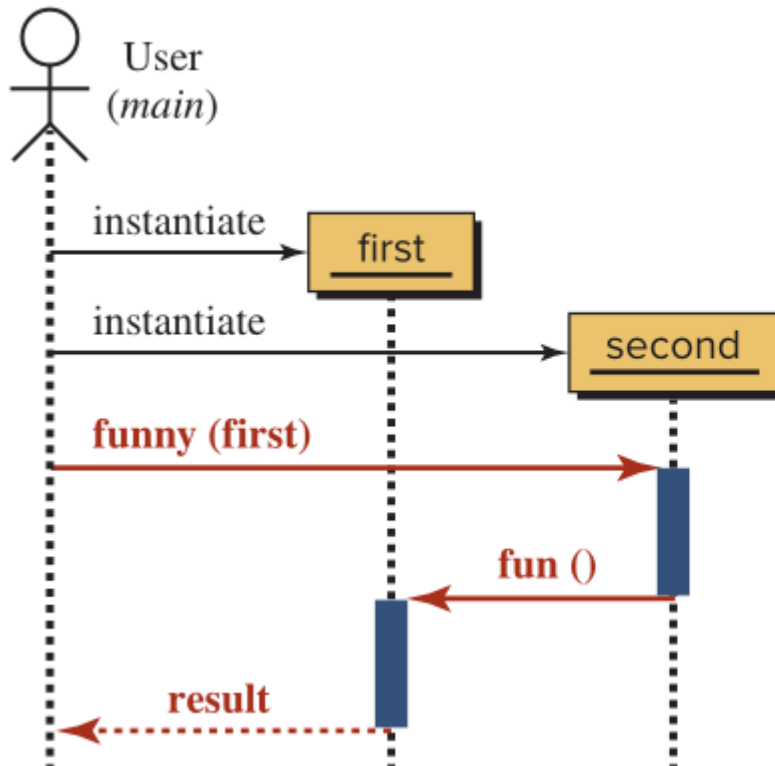 User
(main)
instantiate
first
instantiate
second
funny (first)
fun ()
result